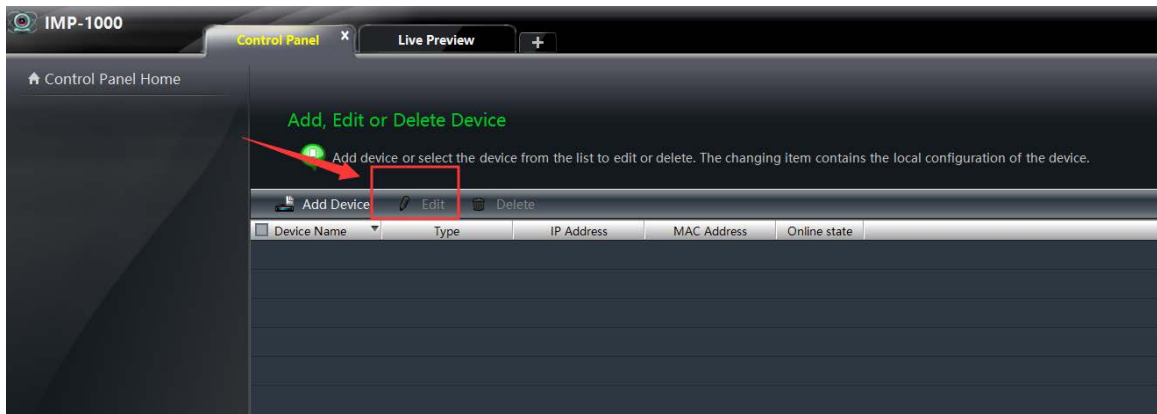 IMP-1000
Control Panel x Live Preview +
Control Panel Home
Add, Edit or Delete Device
Add device or select the device from the list to edit or delete. The changing item contains the local configuration of the device.
Add Device Edit Delete
Device Name Type IP Address MAC Address Online state